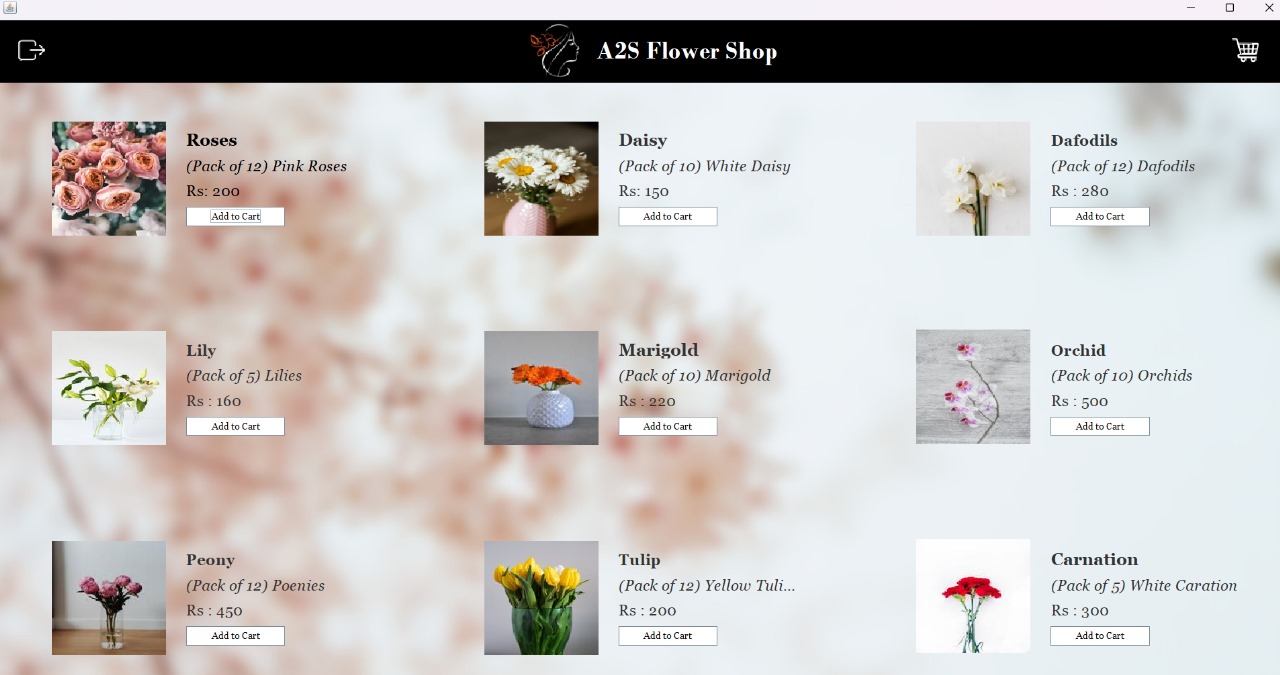 A2S Flower Shop
Roses
(Pack of 12) Pink Roses
Rs: 200
Add to Cart
Daisy
(Pack of 10) White Daisy
Rs: 150
Add to Cart
Dafodils
(Pack of 12) Dafodils
Rs : 280
Add to Cart
Lily
(Pack of 5) Lilies
Rs : 160
Add to Cart
Marigold
(Pack of 10) Marigold
Rs : 220
Add to Cart
Orchid
(Pack of 10) Orchids
Rs : 500
Add to Cart
Peony
(Pack of 12) Poenies
Rs : 450
Add to Cart
Tulip
(Pack of 12) Yellow Tuli...
Rs : 200
Add to Cart
Carnation
(Pack of 5) White Caration
Rs : 300
Add to Cart